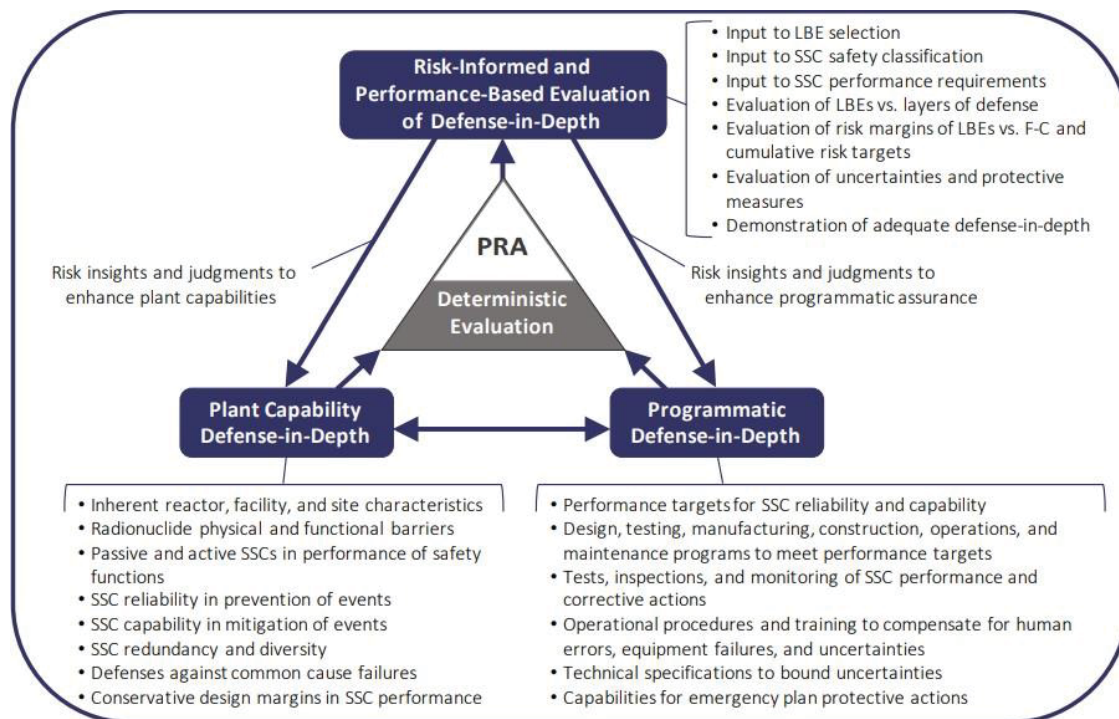 Risk-Informed and
Performance-Based Evaluation
of Defense-in-Depth
• Input to LBE selection
• Input to SSC safety classification
• Input to SSC performance requirements
• Evaluation of LBEs vs. layers of defense
• Evaluation of risk margins of LBEs vs. F-C and
cumulative risk targets
• Evaluation of uncertainties and protective
measures
• Demonstration of adequate defense-in-depth
Risk insights and judgments to
enhance plant capabilities
PRA
Deterministic
Evaluation
Risk insights and judgments to
enhance programmatic assurance
Plant Capability
Defense-in-Depth
Programmatic
Defense-in-Depth
• Inherent reactor, facility, and site characteristics
• Radionuclide physical and functional barriers
• Passive and active SSCs in performance of safety
functions
• SSC reliability in prevention of events
• SSC capability in mitigation of events
• SSC redundancy and diversity
• Defenses against common cause failures
• Conservative design margins in SSC performance
• Performance targets for SSC reliability and capability
• Design, testing, manufacturing, construction, operations, and
maintenance programs to meet performance targets
• Tests, inspections, and monitoring of SSC performance and
corrective actions
• Operational procedures and training to compensate for human
errors, equipment failures, and uncertainties
• Technical specifications to bound uncertainties
• Capabilities for emergency plan protective actions